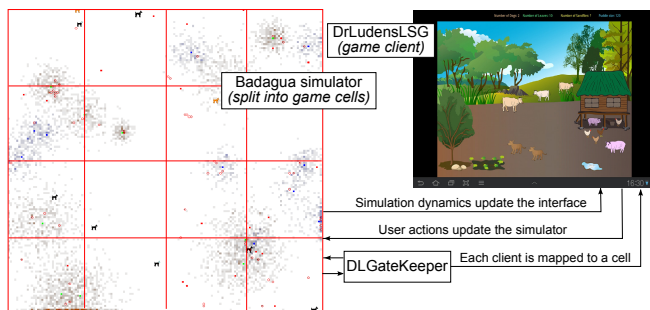 DrLudensLSG
(game client)
Badagua simulator
(split into game cells)
16:30
Simulation dynamics update the interface
User actions update the simulator
DLGateKeeper
Each client is mapped to a cell